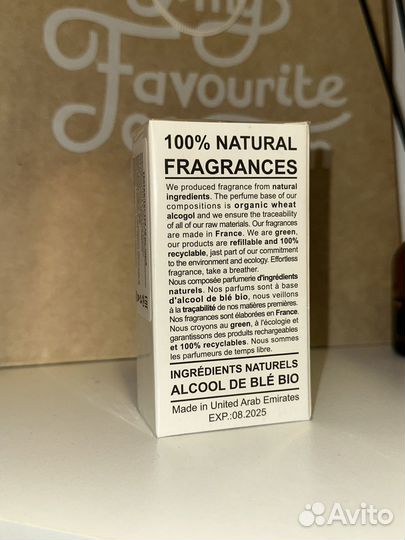 my
Favourite
100% NATURAL
FRAGRANCES
We produced fragrance from natural
ingredients. The perfume base of our
compositions is organic wheat
alcogol and we ensure the traceability
of all of our raw materials. Our fragrances
are made in France. We are green,
our products are refillable and 100%
recyclable, jast part of our commitment
to the environment and ecology. Effortless
fragrance, take a breather.
Nous composée parfumerie d'ingrédients
naturels. Nos parfums sont à base
d'alcool de blé bio, nous veillons
à la traçabilité de nos matières premières.
Nos fragrances sont élaborées en France.
Nous croyons au green, à l'écologie et
garantissons des produits rechargeables
et 100% recyclables. Nous sommes
les parfumeurs de temps libre.
INGRÉDIENTS NATURELS
ALCOOL DE BLÉ BIO
Made in United Arab Emirates
EXP.:08.2025
Avito